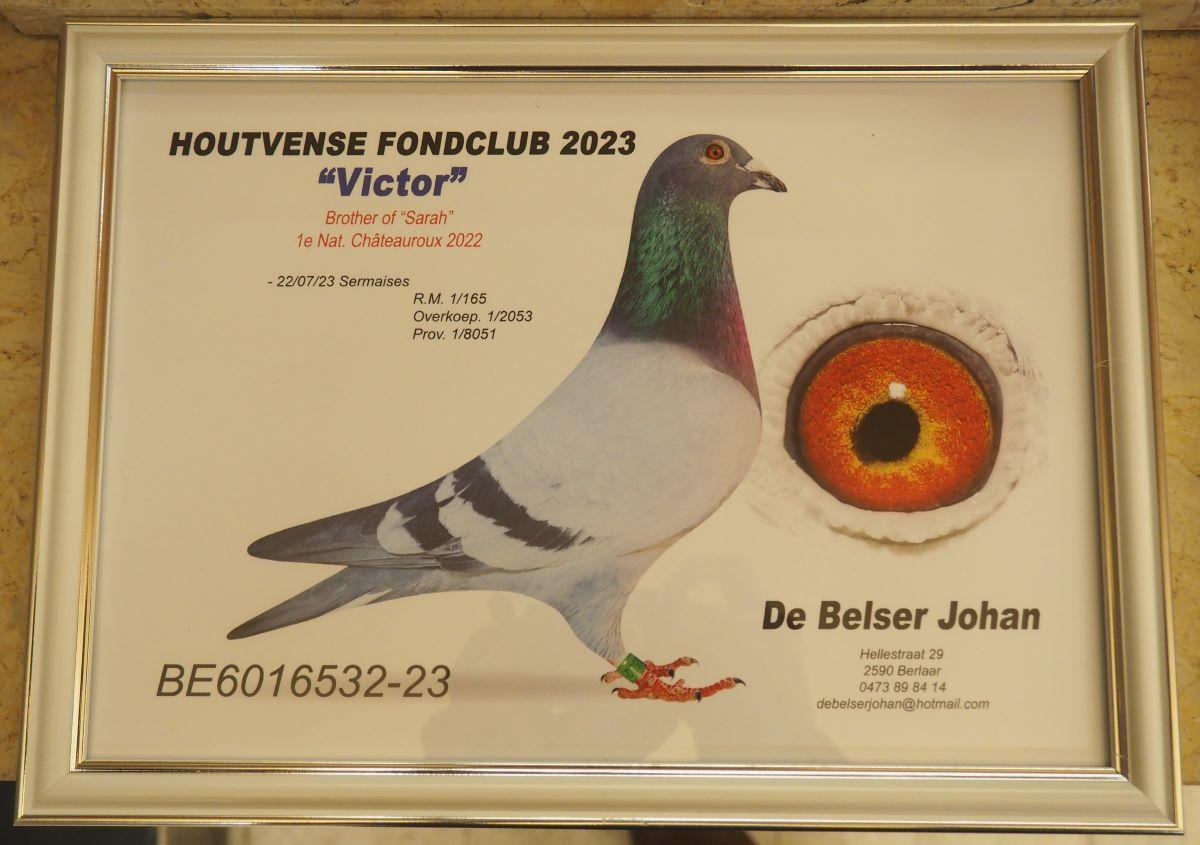 HOUTVENSE FONDCLUB 2023
“Victor”
Brother of “Sarah”
1e Nat. Châteauroux 2022
- 22/07/23 Sermaises
R.M. 1/165
Overkoep. 1/2053
Prov. 1/8051
De Belser Johan
Hellestraat 29
2590 Berlaar
0473 89 84 14
debelserjohan@hotmail.com
BE6016532-23